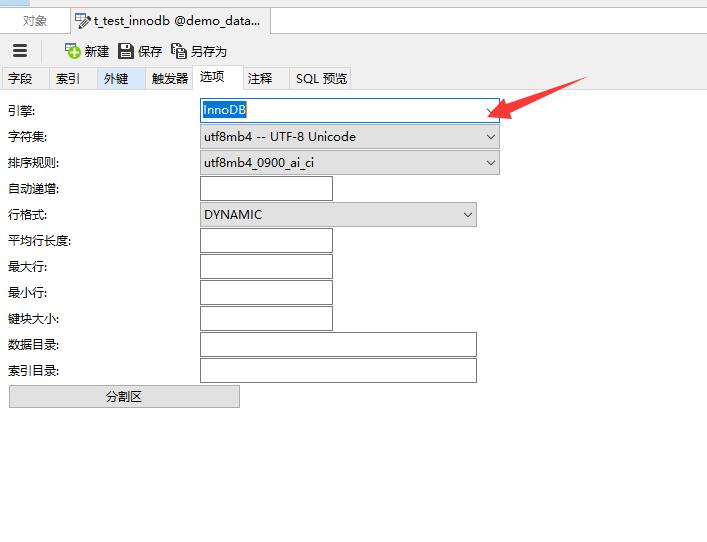 对象 t_test_innodb @demo_data...
新建 保存 另存为
字段 索引 外键 触发器 选项 注释 SQL 预览
引擎: InnoDB
字符集: utf8mb4 -- UTF-8 Unicode
排序规则: utf8mb4_0900_ai_ci
自动递增:
行格式: DYNAMIC
平均行长度:
最大行:
最小行:
键块大小:
数据目录:
索引目录:
分割区